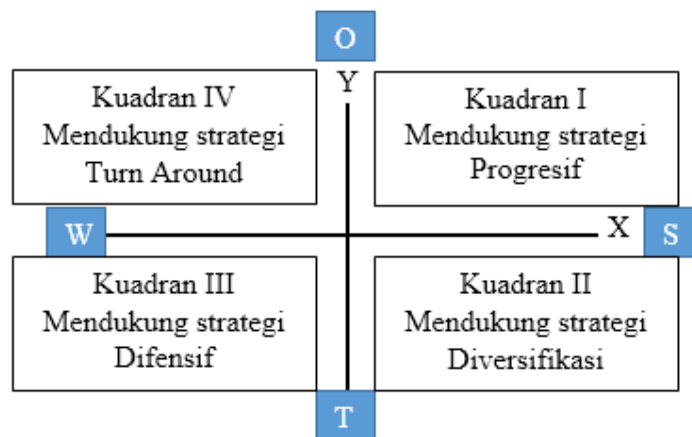 O
Y
Kuadran IV
Mendukung strategi
Turn Around
Kuadran I
Mendukung strategi
Progresif
W
X
S
Kuadran III
Mendukung strategi
Difensif
Kuadran II
Mendukung strategi
Diversifikasi
T